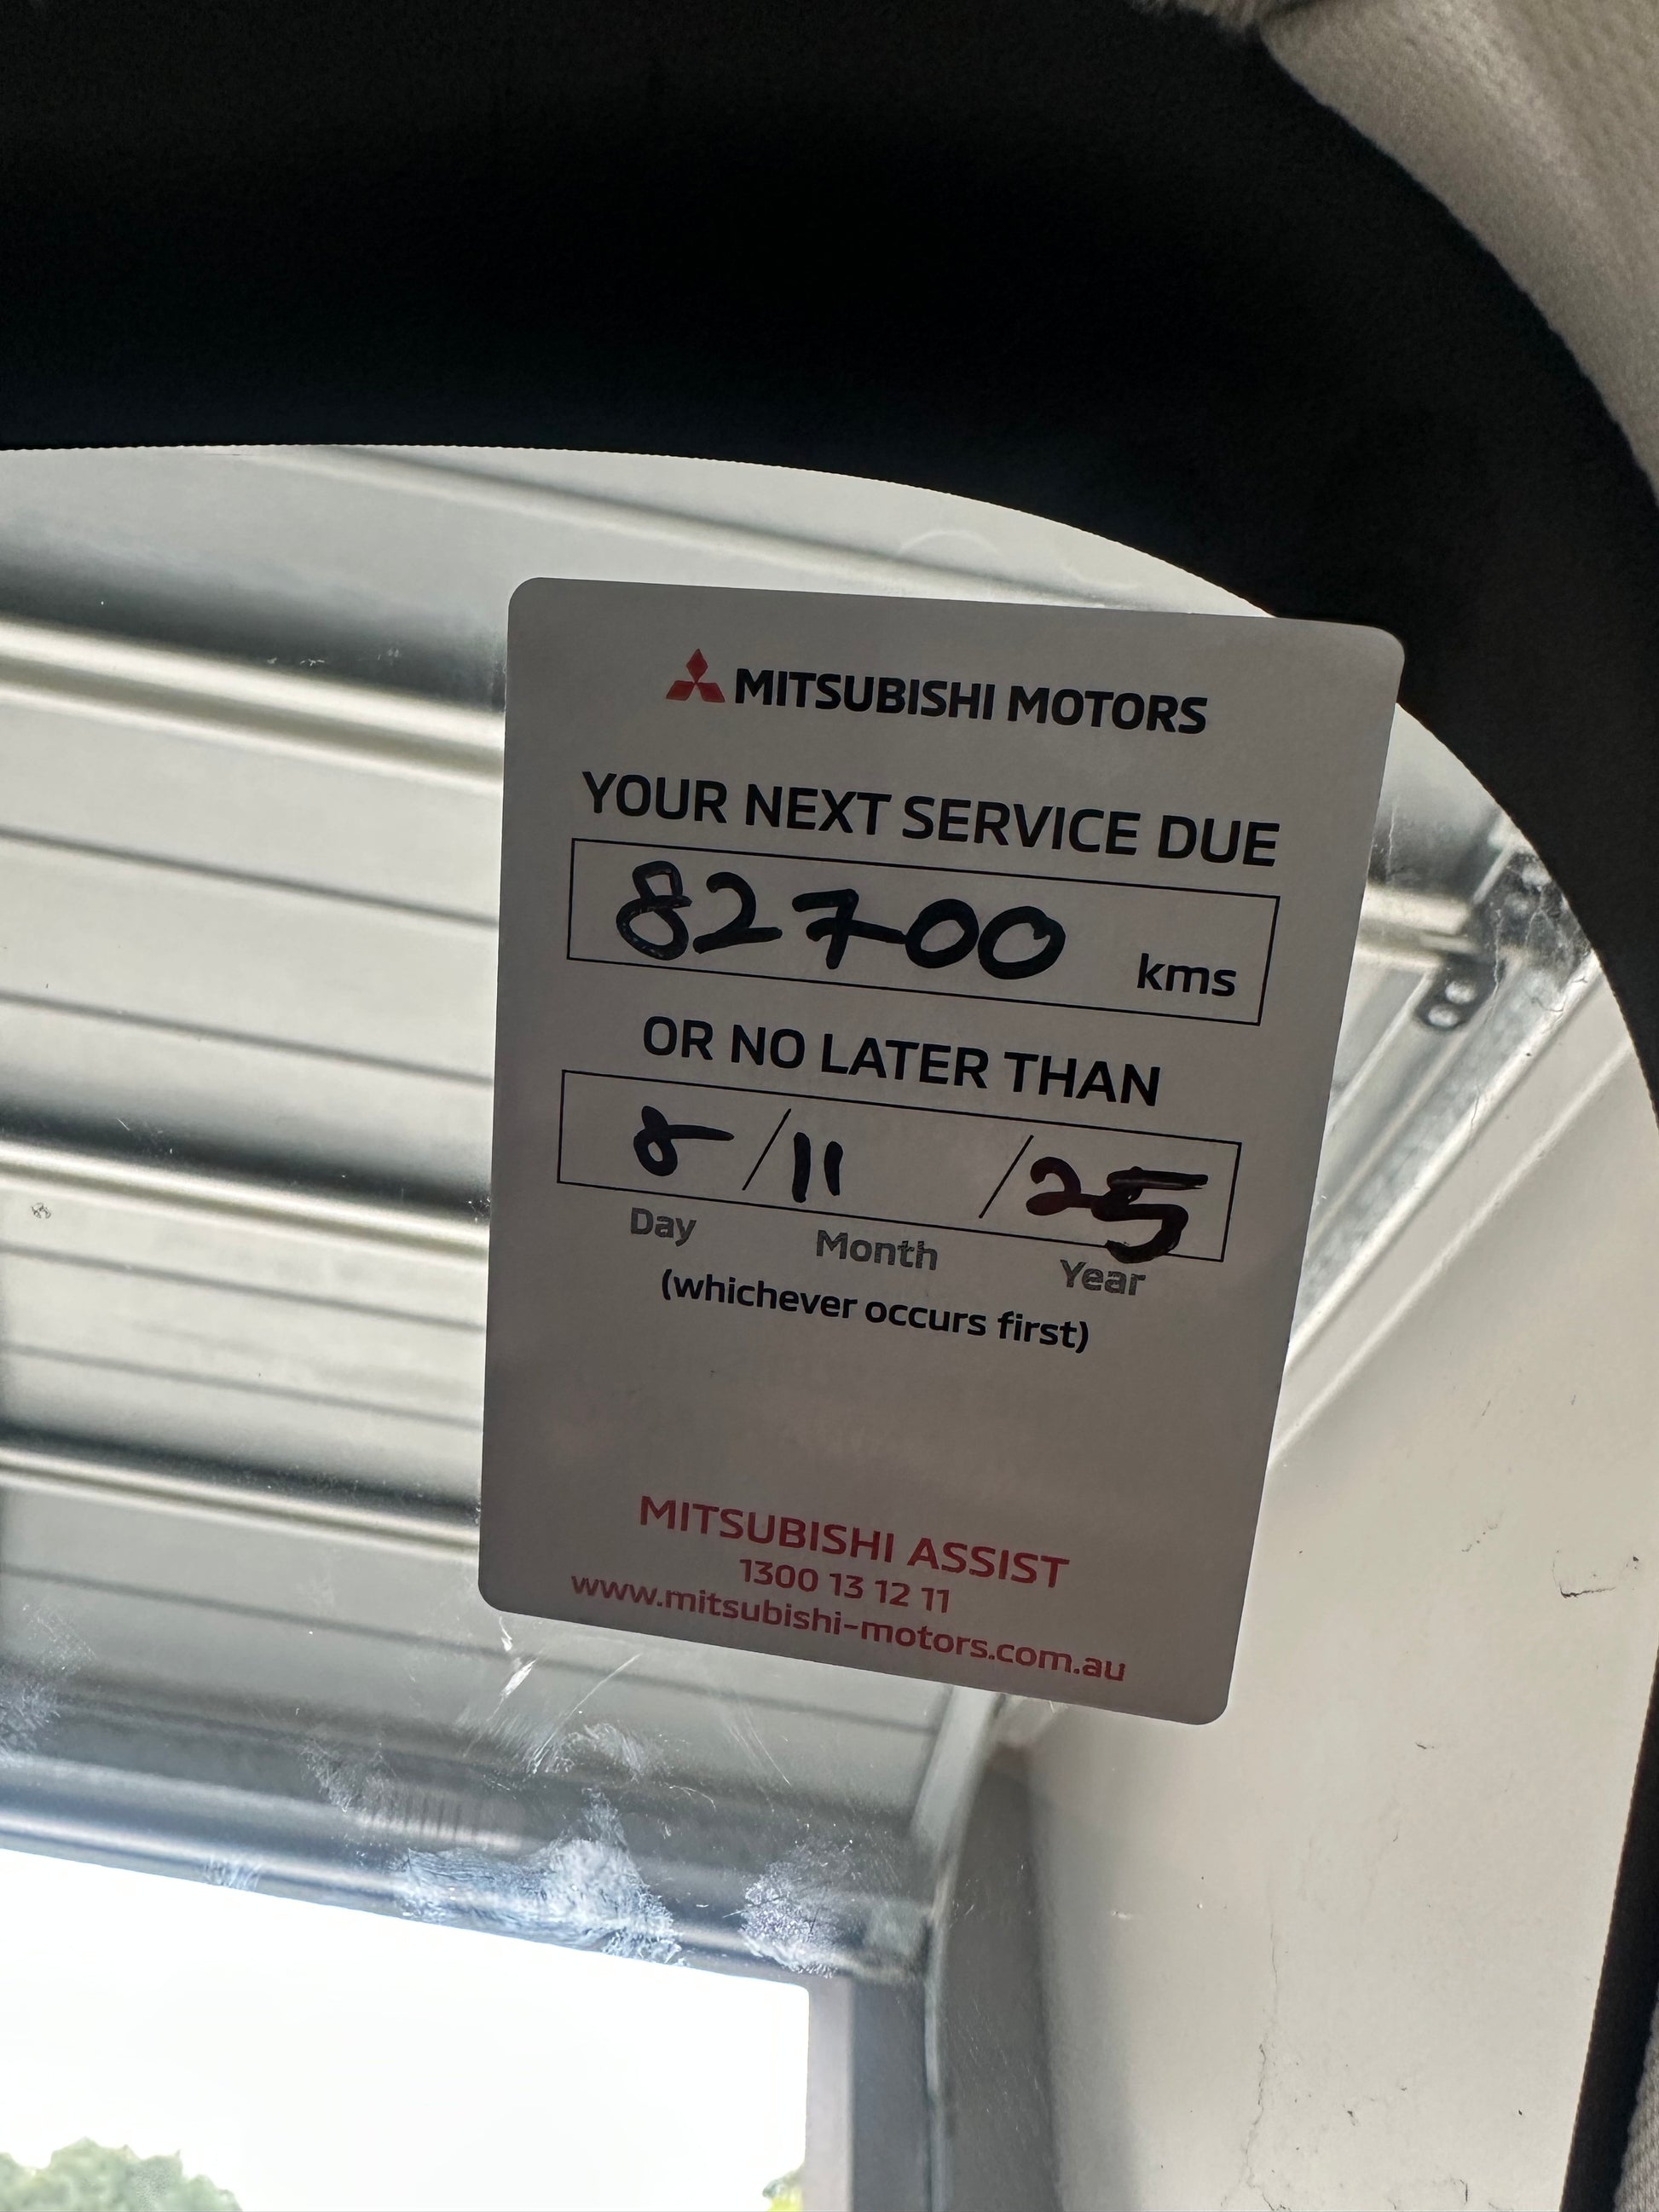 MITSUBISHI MOTORS
YOUR NEXT SERVICE DUE
82700 kms
OR NO LATER THAN
8/11/25
Day Month Year
(whichever occurs first)
MITSUBISHI ASSIST
1300 13 12 11
www.mitsubishi-motors.com.au